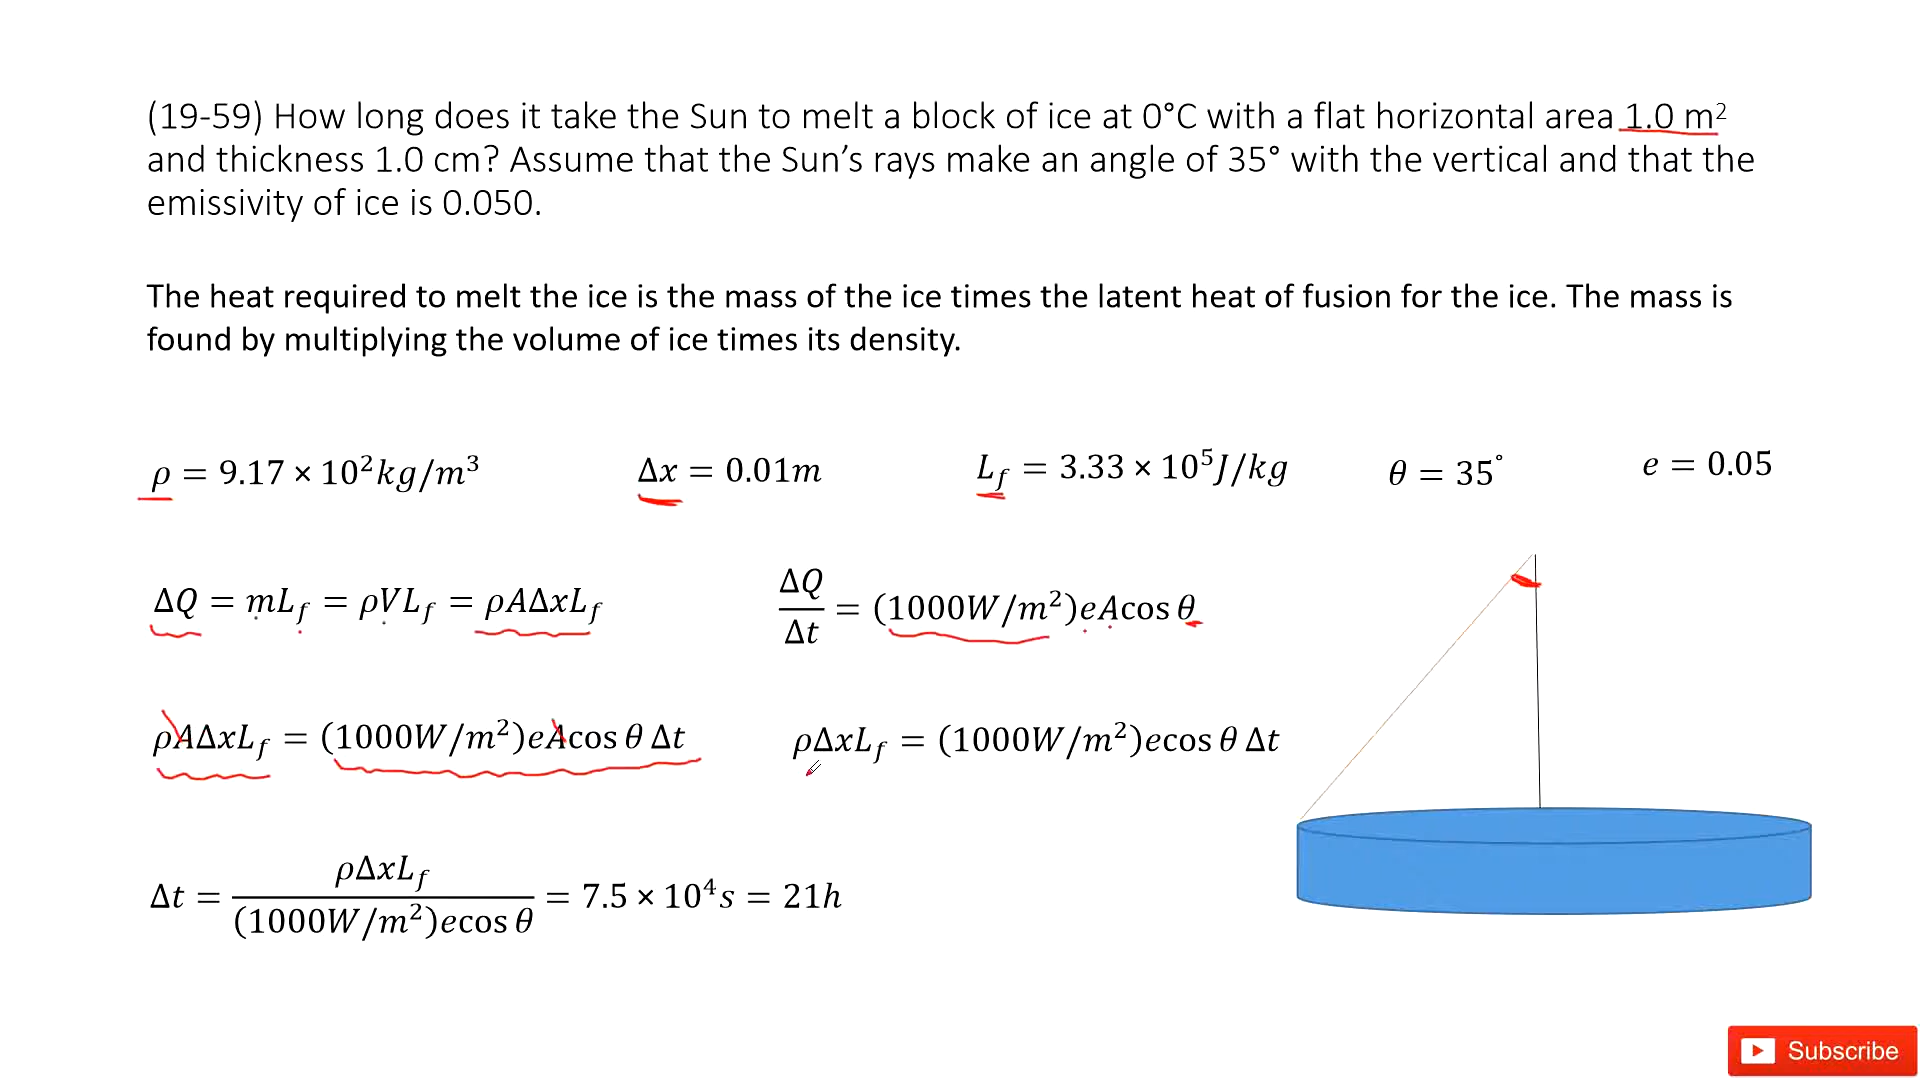 (19-59) How long does it take the Sun to melt a block of ice at 0°C with a flat horizontal area 1.0 m²
and thickness 1.0 cm? Assume that the Sun’s rays make an angle of 35° with the vertical and that the
emissivity of ice is 0.050.
The heat required to melt the ice is the mass of the ice times the latent heat of fusion for the ice. The mass is
found by multiplying the volume of ice times its density.
ρ = 9.17 × 10²kg/m³ Δx = 0.01m L_f = 3.33 × 10⁵J/kg θ = 35° e = 0.05
ΔQ = mL_f = ρVL_f = ρAΔxL_f ΔQ/Δt = (1000W/m²)eAcos θ
ρAΔxL_f = (1000W/m²)eAcos θ Δt ρΔxL_f = (1000W/m²)ecos θ Δt
Δt = ρΔxL_f/(1000W/m²)ecos θ = 7.5 × 10⁴s = 21h
Subscribe